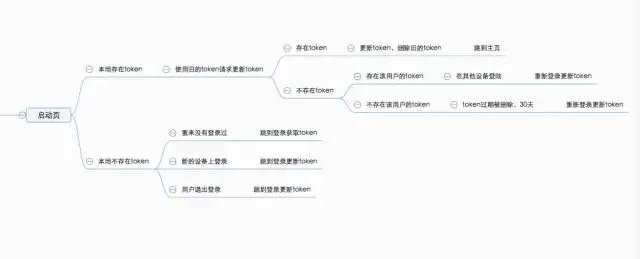 存在token
更新token，删除旧的token
跳到主页
本地存在token
使用旧的token请求更新token
存在该用户的token
在其他设备登陆
重新登录更新token
不存在token
不存在该用户的token
token过期被删除、30天
重新登录更新token
启动页
重来没有登录过
跳到登录获取token
本地不存在token
新的设备上登录
跳到登录更新token
用户退出登录
跳到登录更新token